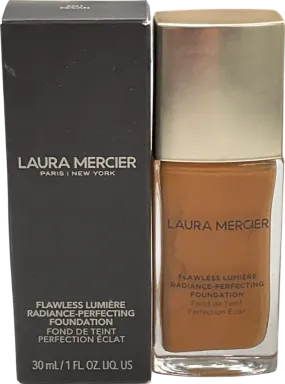 LAURA MERCIER
PARIS | NEW YORK
FLAWLESS LUMIÈRE
RADIANCE-PERFECTING
FOUNDATION
FOND DE TEINT
PERFECTION ÉCLAT
30 mL/1 FL. OZ. LIQ. US
LAURA MERCIER
FLAWLESS LUMIÈRE
RADIANCE-PERFECTING
FOUNDATION
Fond de Teint
Perfection Éclat